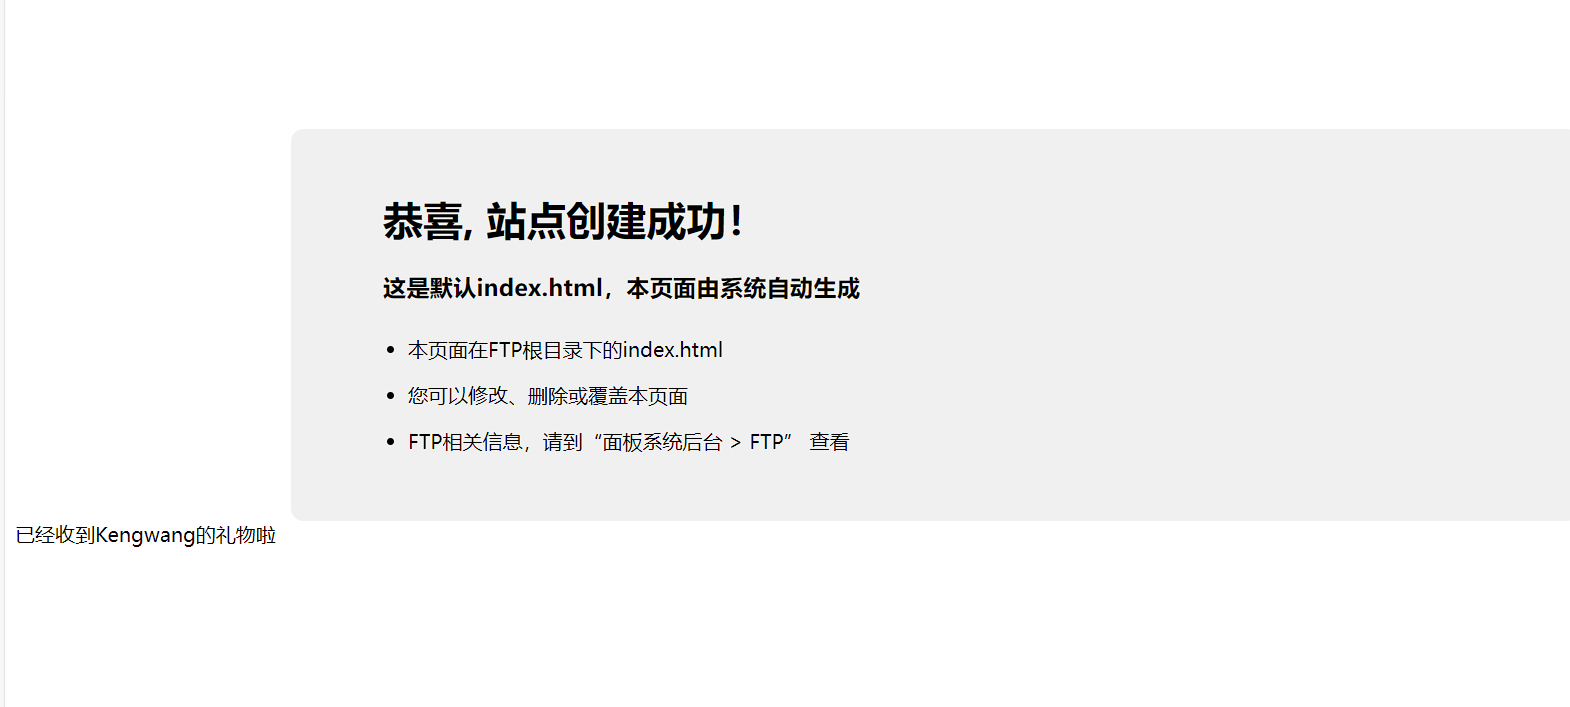 恭喜, 站点创建成功！
这是默认index.html，本页面由系统自动生成
本页面在FTP根目录下的index.html
您可以修改、删除或覆盖本页面
FTP相关信息，请到“面板系统后台 > FTP” 查看
已经收到Kengwang的礼物啦